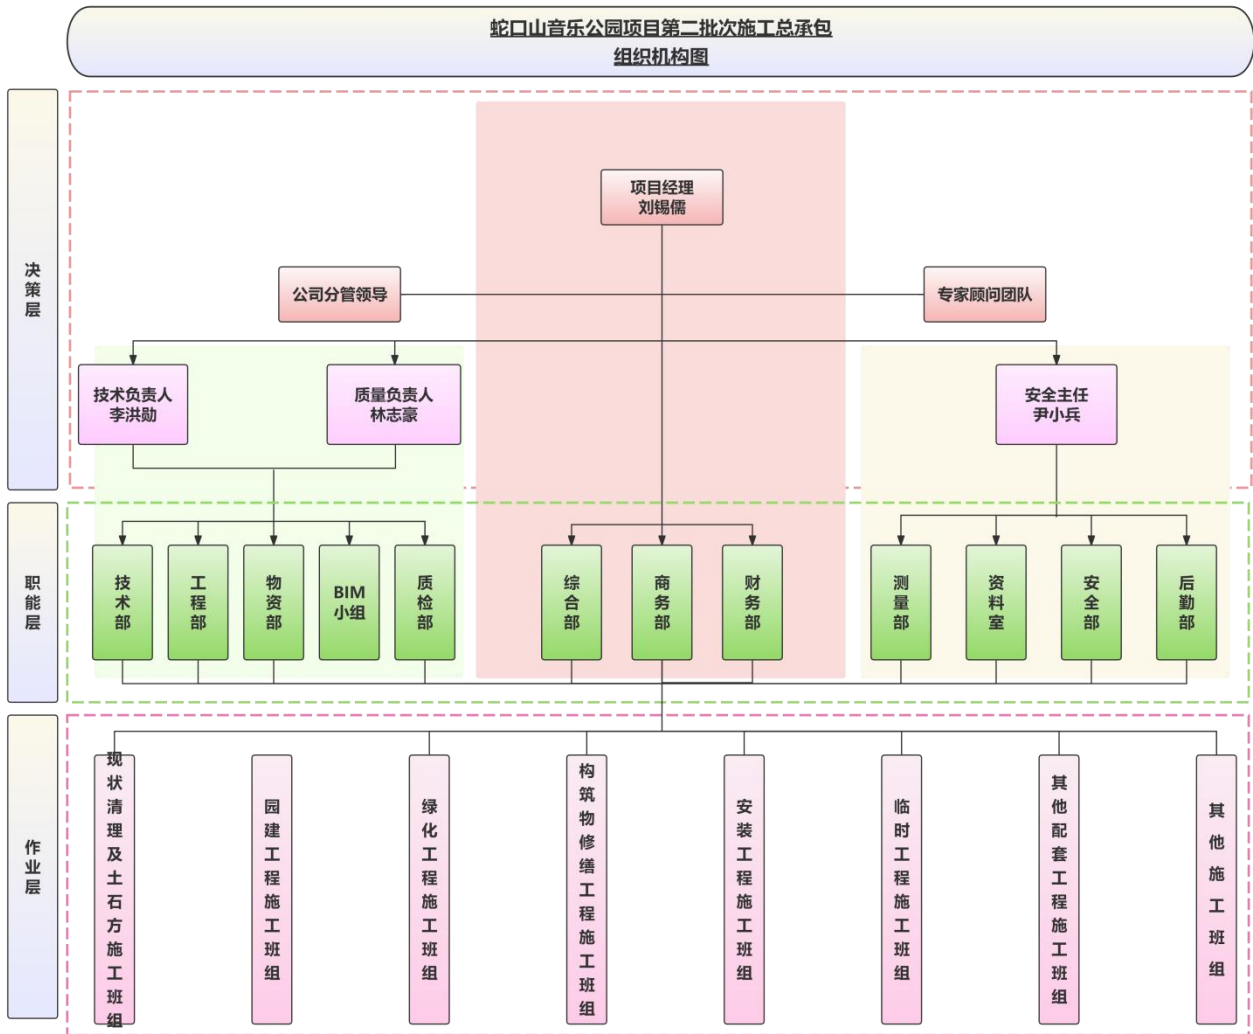 蛇口山音乐公园项目第二批次施工总承包
组织机构图
决策层
项目经理
刘锡儒
公司分管领导
专家顾问团队
技术负责人
李洪勋
质量负责人
林志豪
安全主任
尹小兵
职能层
技术部
工程部
物资部
BIM
小组
质检部
综合部
商务部
财务部
测量部
资料室
安全部
后勤部
作业层
现状清理及土石方施工班组
园建工程施工班组
绿化工程施工班组
构筑物修缮工程施工班组
安装工程施工班组
临时工程施工班组
其他配套工程施工班组
其他施工班组